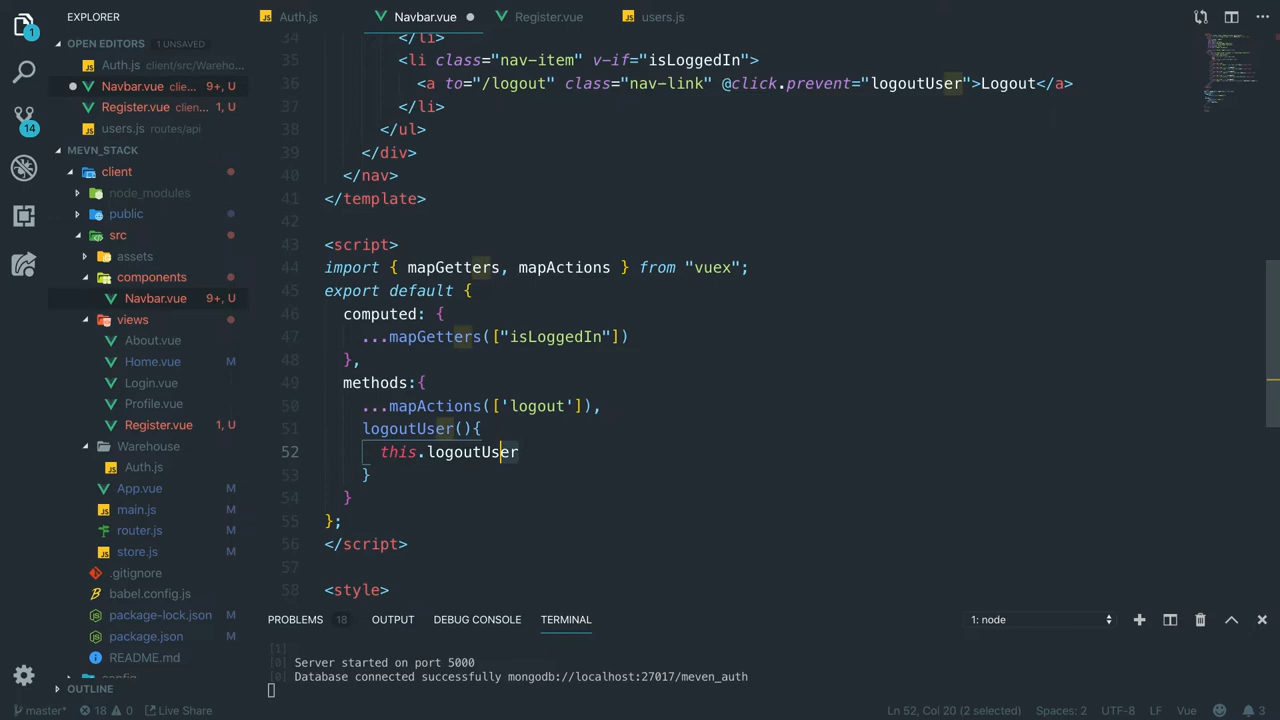 EXPLORER
Auth.js
Navbar.vue
Register.vue
users.js
OPEN EDITORS 1 UNSAVED
Auth.js client/src/Wareho...
Navbar.vue clie... 9+, U
Register.vue clien... 1, U
users.js routes/api
MEVN_STACK
client
node_modules
public
src
assets
components
Navbar.vue 9+, U
views
About.vue
Home.vue M
Login.vue
Profile.vue
Register.vue 1, U
Warehouse
Auth.js
App.vue M
main.js M
router.js M
store.js M
.gitignore
babel.config.js
package-lock.json M
package.json M
README.md
config
OUTLINE
1
14
34 </li>
35 <li class="nav-item" v-if="isLoggedIn">
36 <a to="/logout" class="nav-link" @click.prevent="logoutUser">Logout</a>
37 </li>
38 </ul>
39 </div>
40 </nav>
41 </template>
42
43 <script>
44 import { mapGetters, mapActions } from "vuex";
45 export default {
46 computed: {
47 ...mapGetters(["isLoggedIn"])
48 },
49 methods:{
50 ...mapActions(['logout']),
51 logoutUser(){
52 this.logoutUser
53 }
54 }
55 };
56 </script>
57
58 <style>
PROBLEMS 18 OUTPUT DEBUG CONSOLE TERMINAL 1: node
[1]
[0] Server started on port 5000
[0] Database connected successfully mongodb://localhost:27017/meven_auth
master* 18 0 Live Share Ln 52, Col 20 (2 selected) Spaces: 2 UTF-8 LF Vue 3